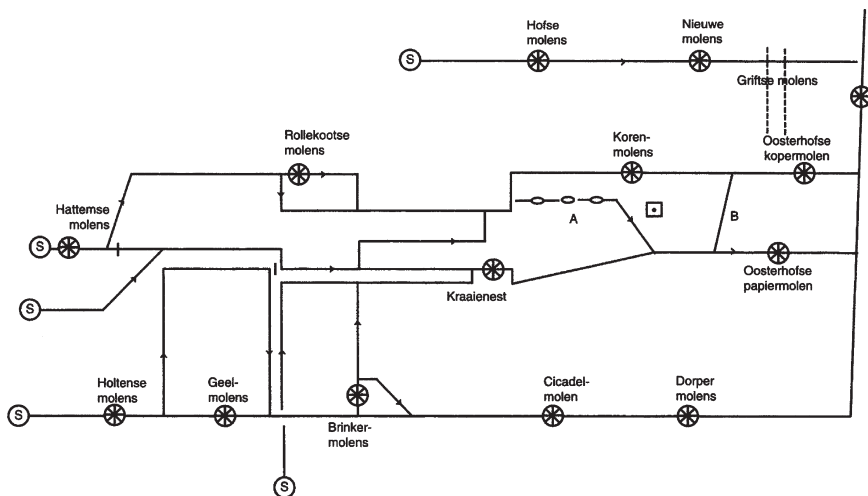 Hofse
molens
Nieuwe
molens
S
Griftse molens
Rollekootse
molens
Koren-
molens
Oosterhofse
kopermolen
Hattemse
molens
A
B
S
Oosterhofse
papiermolen
Kraaienest
S
Holtense
molens
Geel-
molens
Cicadel-
molen
Dorper
molens
S
Brinker-
molens
S